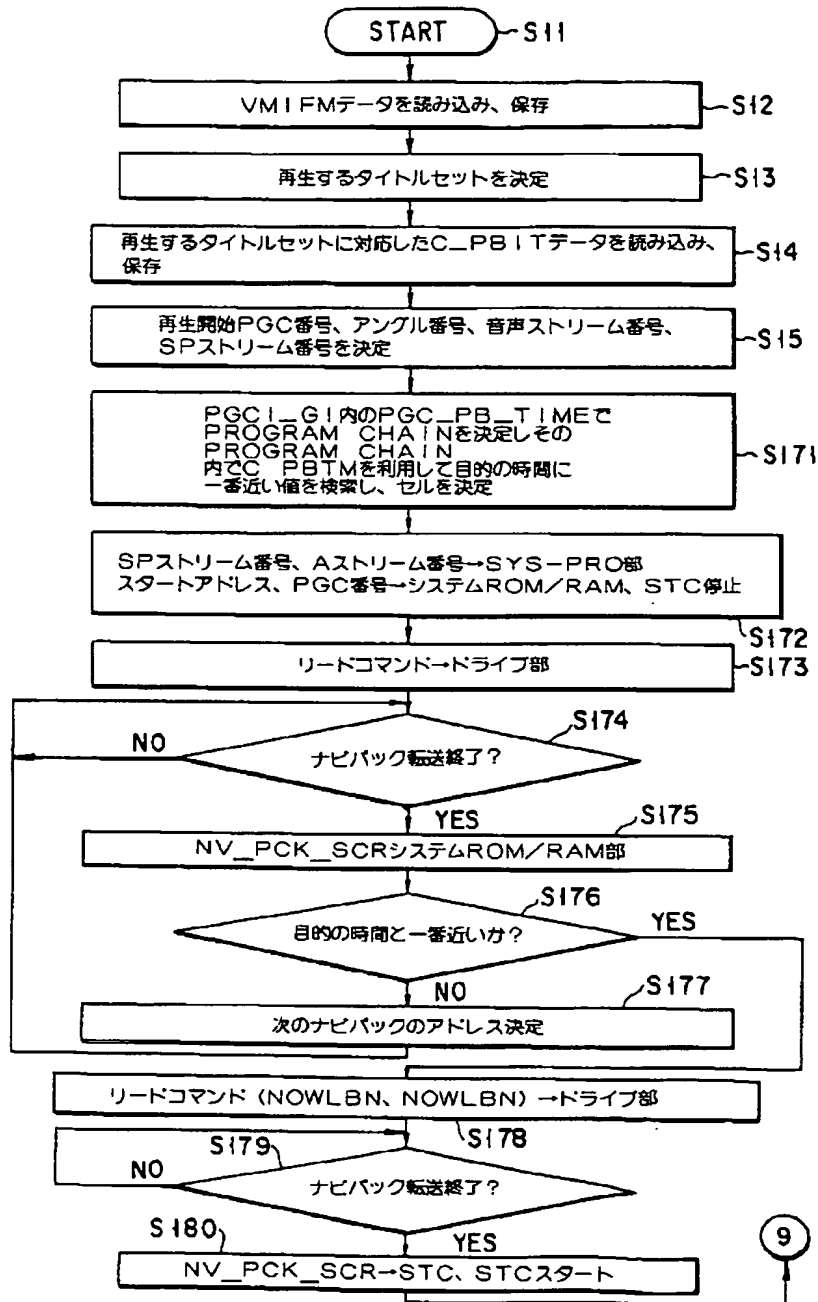 START
S11
VMIFMデータを読み込み、保存
S12
再生するタイトルセットを決定
S13
再生するタイトルセットに対応したC_PBITデータを読み込み、
保存
S14
再生開始PGC番号、アングル番号、音声ストリーム番号、
SPストリーム番号を決定
S15
PGCI_GI内のPGC_PB_TIMEで
PROGRAM CHAINを決定しその
PROGRAM CHAIN
内でC PBTMを利用して目的の時間に
一番近い値を検索し、セルを決定
S171
SPストリーム番号、Aストリーム番号→SYS-PRO部
スタートアドレス、PGC番号→システムROM/RAM、STC停止
S172
リードコマンド→ドライブ部
S173
S174
NO
ナビパック転送終了?
YES
S175
NV_PCK_SCRシステムROM/RAM部
S176
目的の時間と一番近いか?
YES
NO
S177
次のナビパックのアドレス決定
リードコマンド(NOWLBN、NOWLBN)→ドライブ部
S178
S179
NO
ナビパック転送終了?
YES
S180
NV_PCK_SCR→STC、STCスタート
9